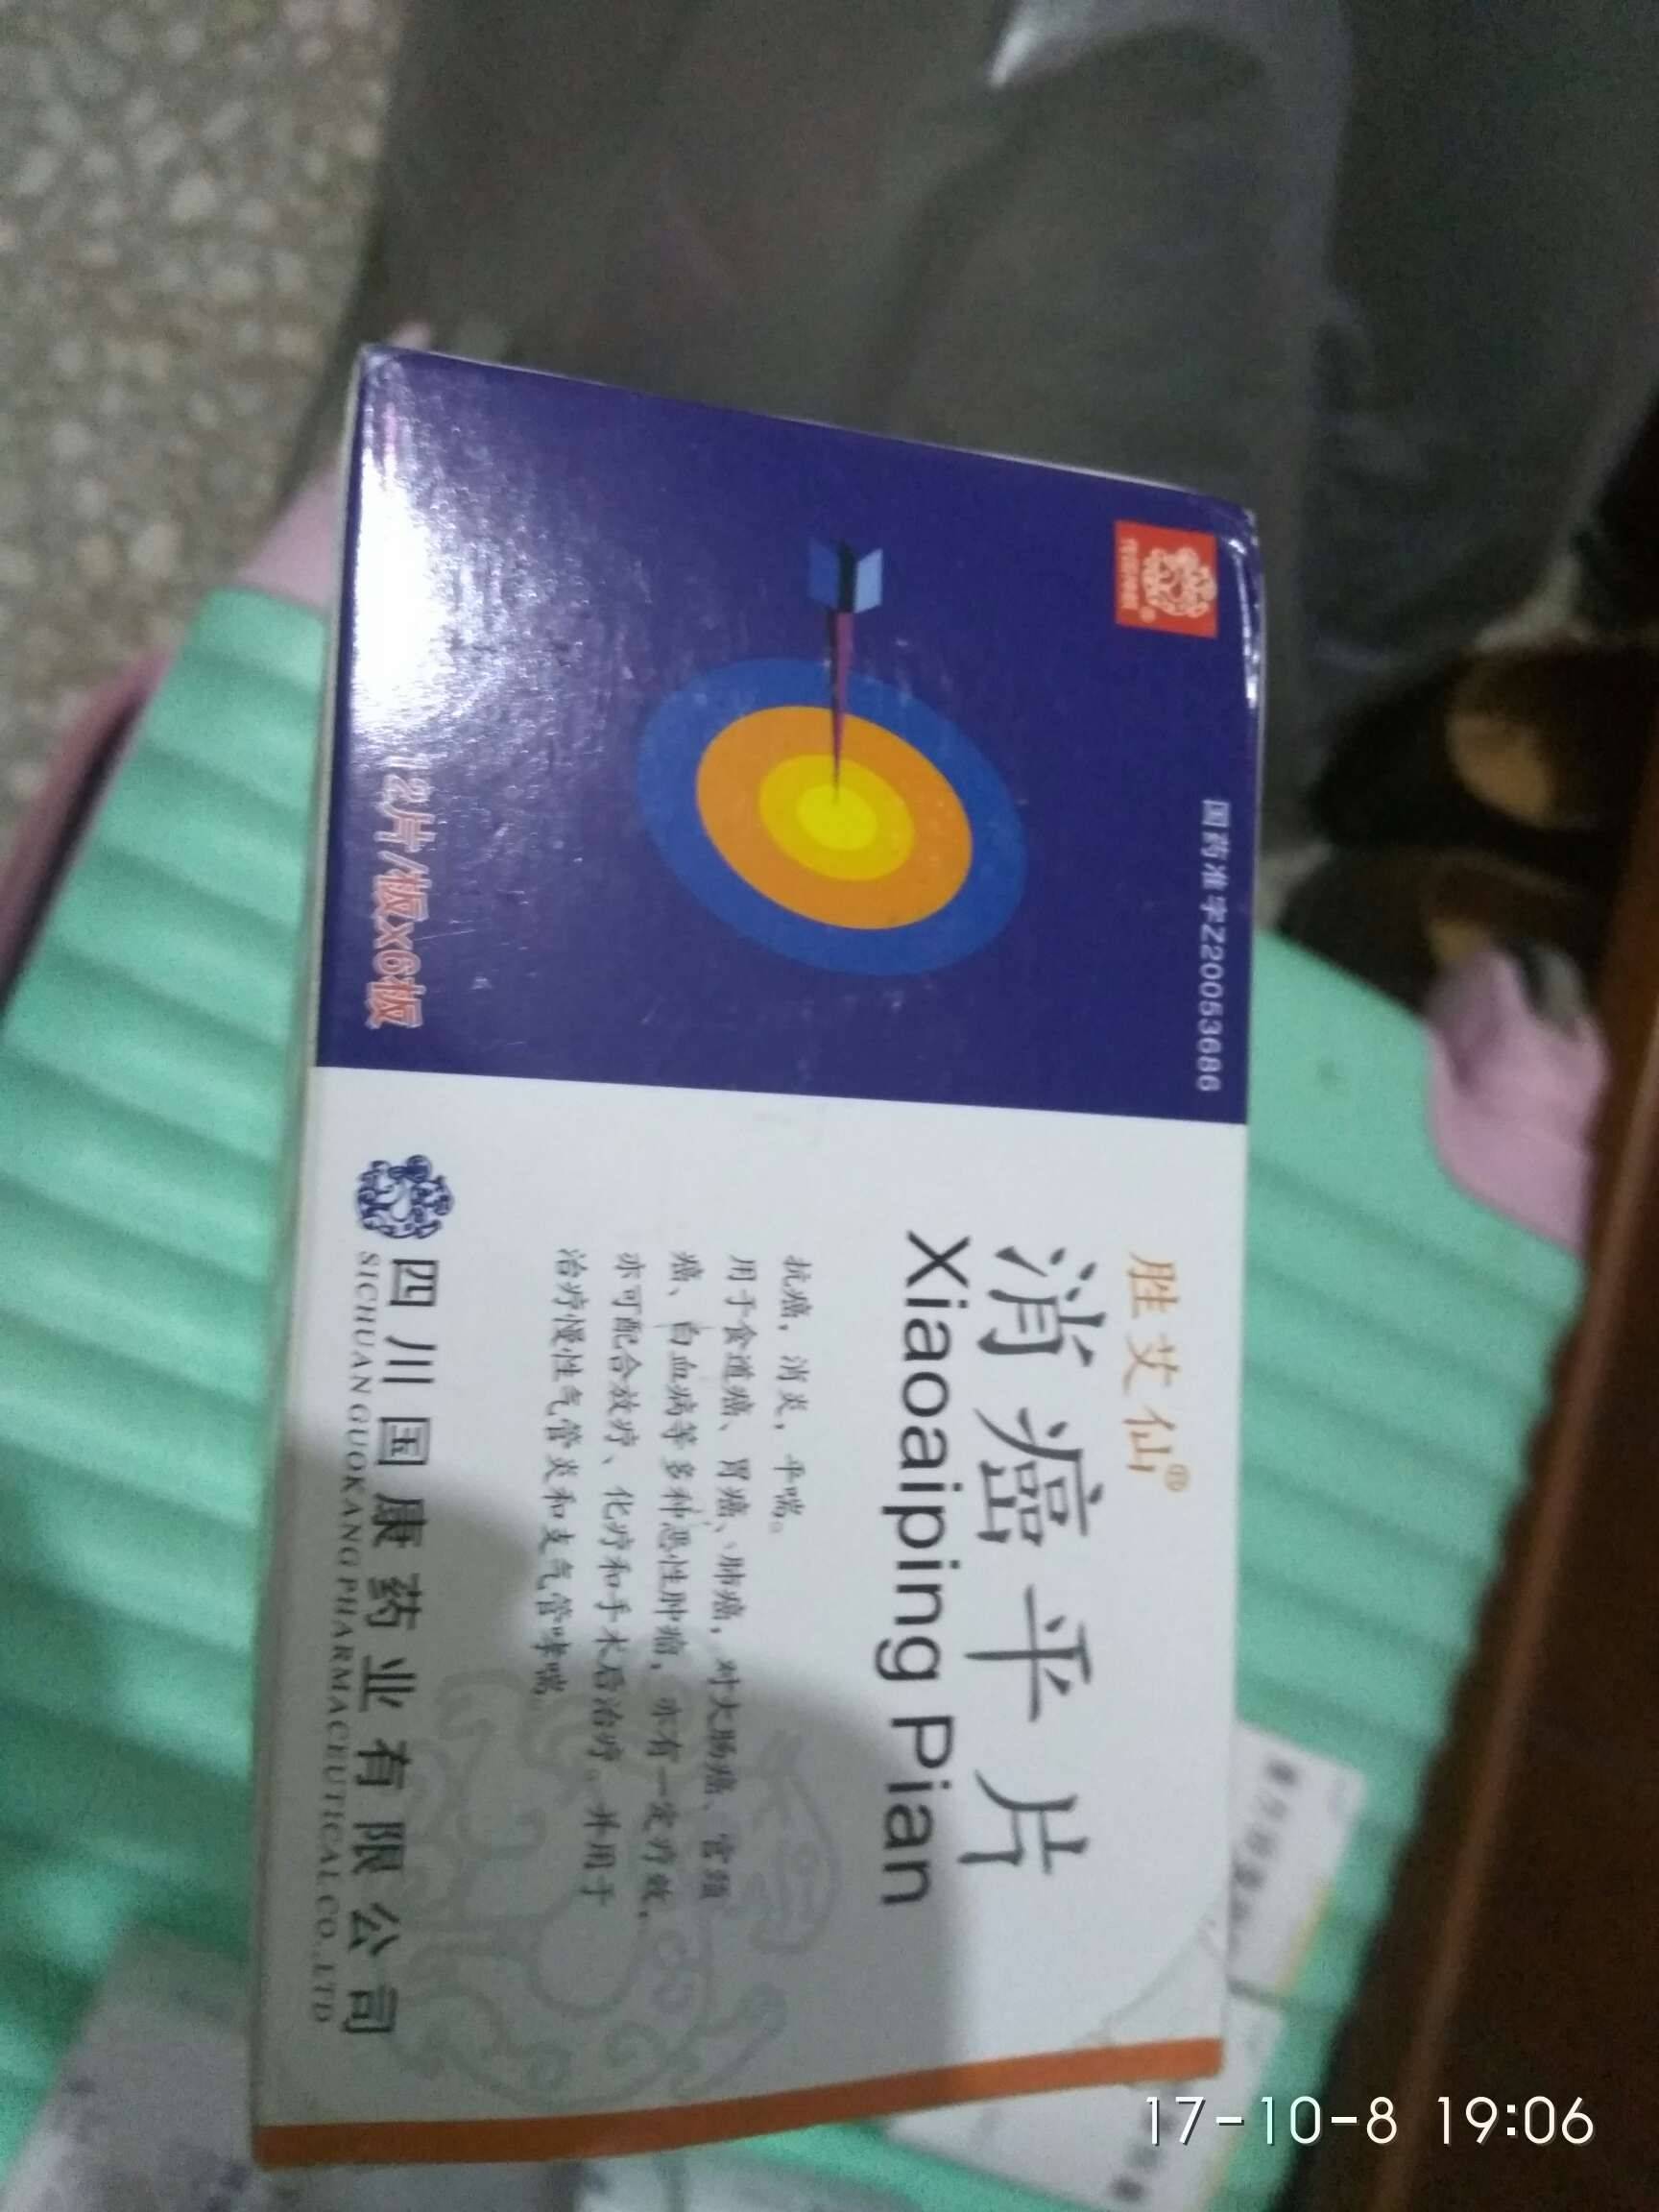 国药准字Z20053686
12片/板X6板
胜艾仙®
消癌平片
Xiaoaiping Pian
抗癌，消炎，平喘。
用于食道癌、胃癌、肺癌，对大肠癌、宫颈
癌、白血病等多种恶性肿瘤，亦有一定疗效，
亦可配合放疗、化疗和手术后治疗。并用于
治疗慢性气管炎和支气管哮喘。
四川国康药业有限公司
SICHUAN GUOKANG PHARMACEUTICAL CO.,LTD
17-10-8 19:06